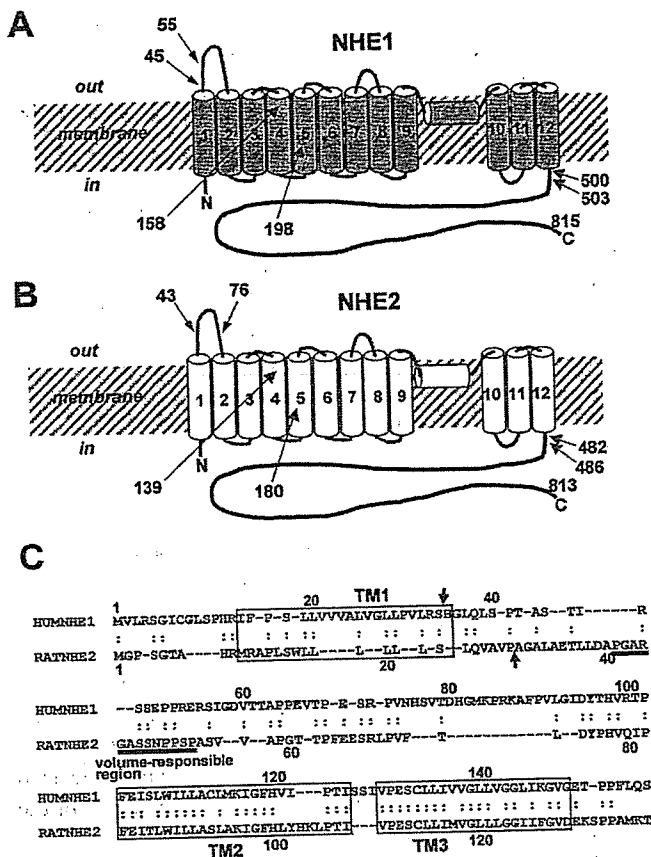 A
NHE1
55
45
out
membrane
in
1 2 3 4 5 6 7 8 9 10 11 12
N
158
198
500
503
815
C
B
NHE2
43
76
out
membrane
in
1 2 3 4 5 6 7 8 9 10 11 12
N
139
180
482
486
813
C
C
1 20 TM1 40
HUMNHE1 MVLRSGICGLSPHRIF-P-S-LLVVVALVGLLPVLRSHGLQLS-PT-AS--TI------R
RATNHE2 MGP-SGTA---HRMRAPLSWLL----L--LL--L-S--LQVAVPAGALAETLLDAPGAR
1 20 40
60 80 100
HUMNHE1 --SSEPPRERSIGDVTTAPPEVTP-E-SR-PVNHSVTDHGMKPRKAFPVLGIDYTHVRTP
RATNHE2 GASSNPPSPASV--V--APGT-TPFEESRLPVF---T----------L--DYPHVQIP
volume-responsible
region
60 80
120 140
HUMNHE1 FEISLWILLACLMKIGFHVI---PTISSIVPESCLLIVVGLLVGGLIKGVGET-PPFLQS
RATNHE2 FEITLWILLASLAKIGFHLYHKLPTI---VPESCLLIMVGLLLGGIIFGVDEKSPPAMKT
TM2 100 TM3 120